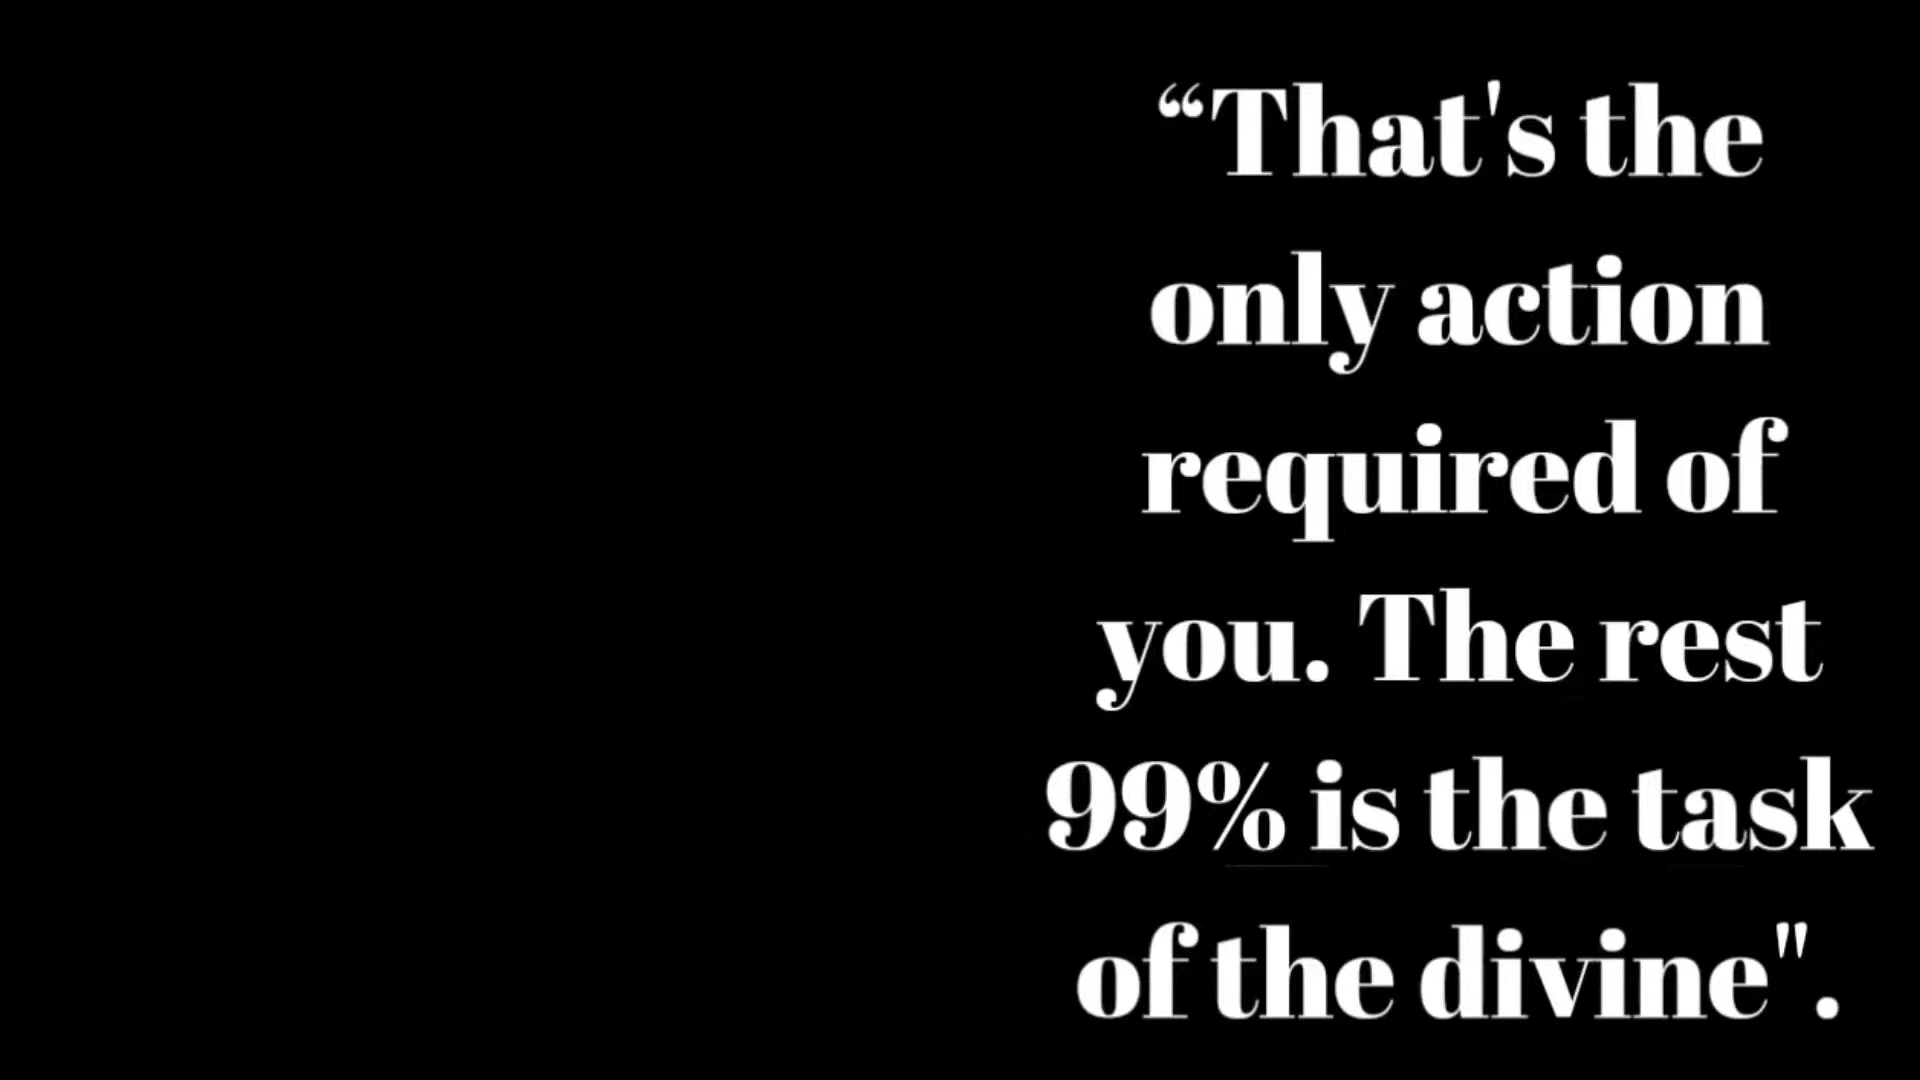 “That's the
only action
required of
you. The rest
99% is the task
of the divine".